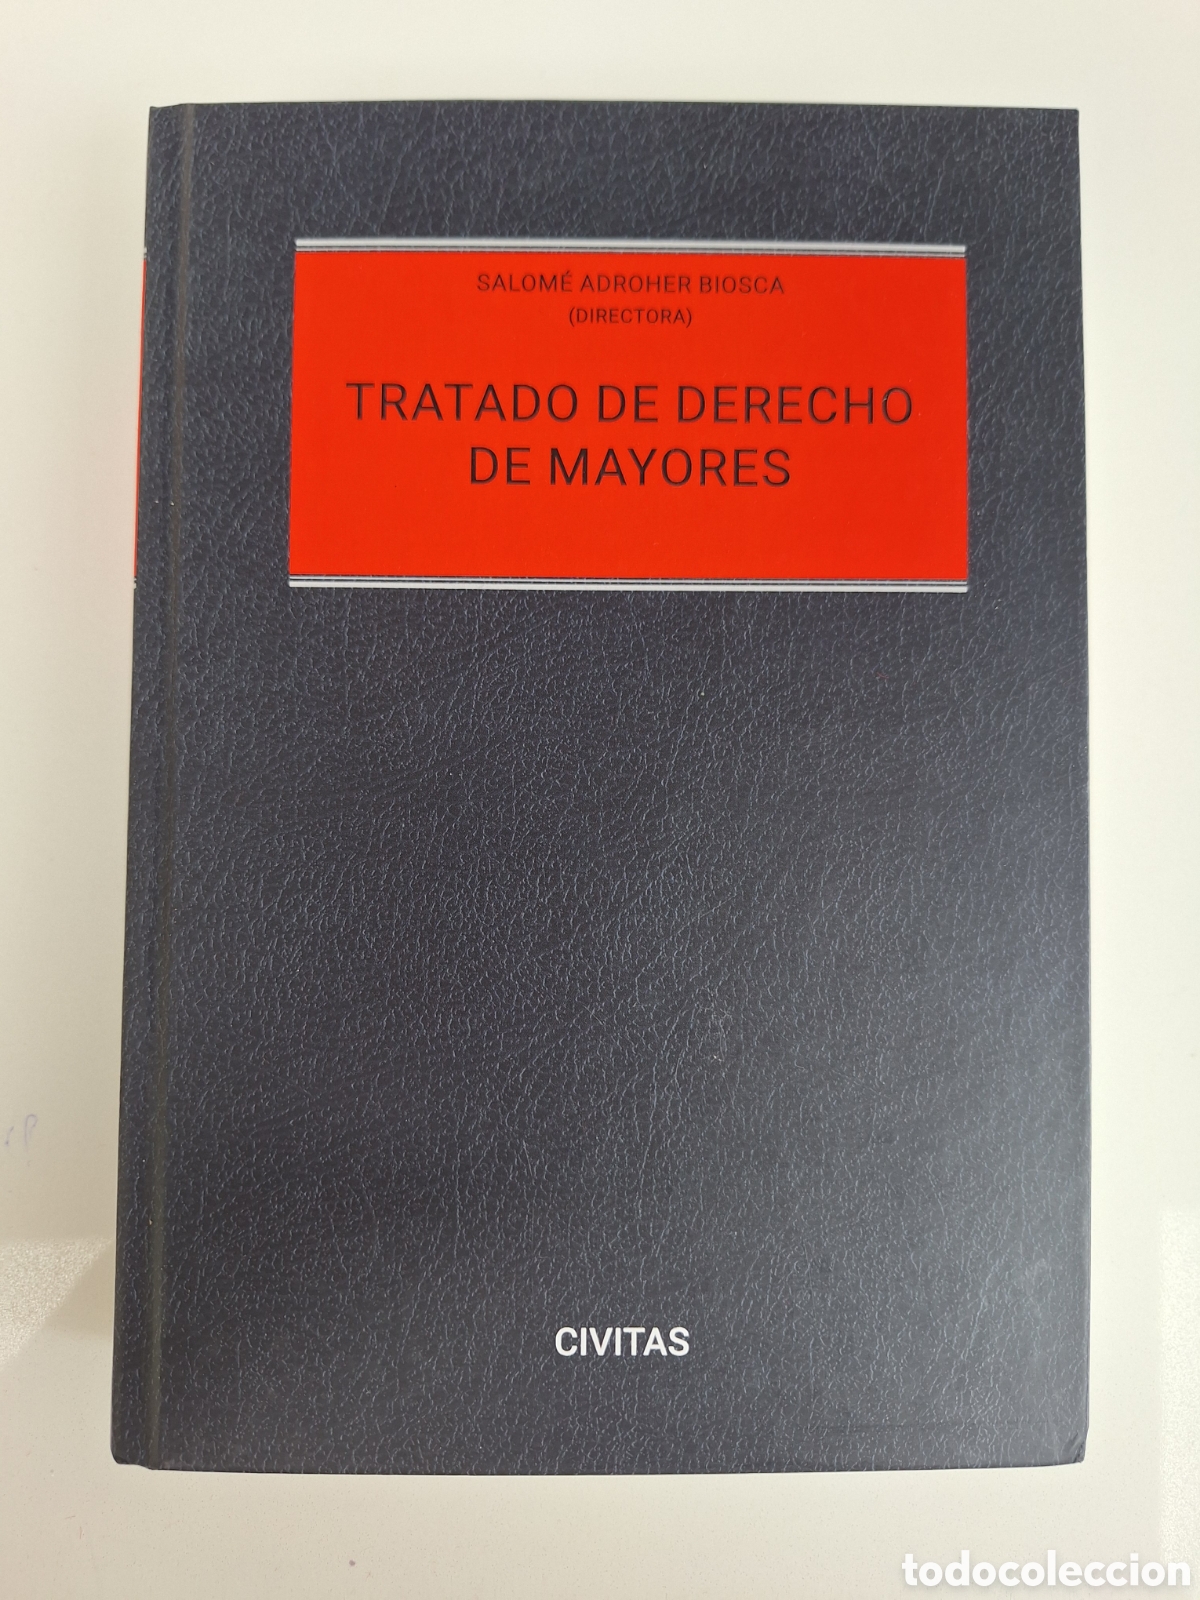 SALOMÉ ADROHER BIOSCA
(DIRECTORA)
TRATADO DE DERECHO
DE MAYORES
CIVITAS
todocoleccion